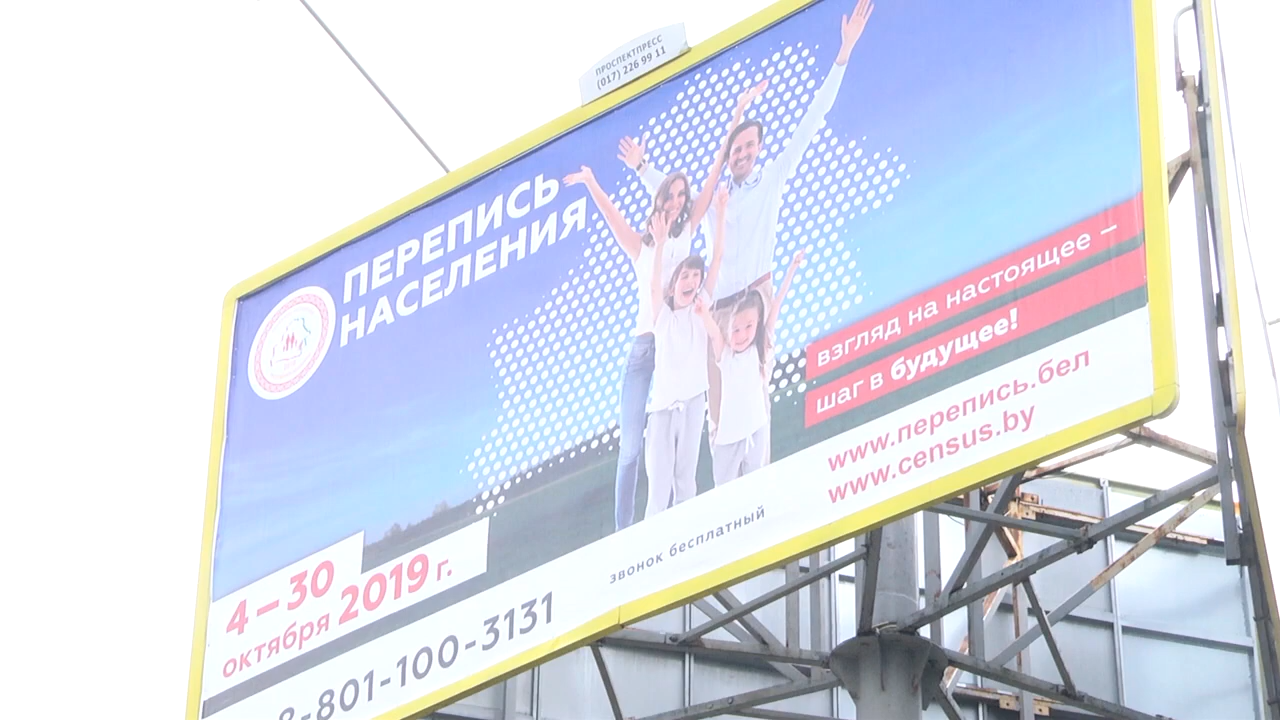 ПРОСПЕКТПРЕСС
(017) 226 99 11
ПЕРЕПИСЬ
НАСЕЛЕНИЯ
взгляд на настоящее –
шаг в будущее!
www.перепись.бел
www.census.by
4 – 30
октября 2019 г.
звонок бесплатный
8-801-100-3131